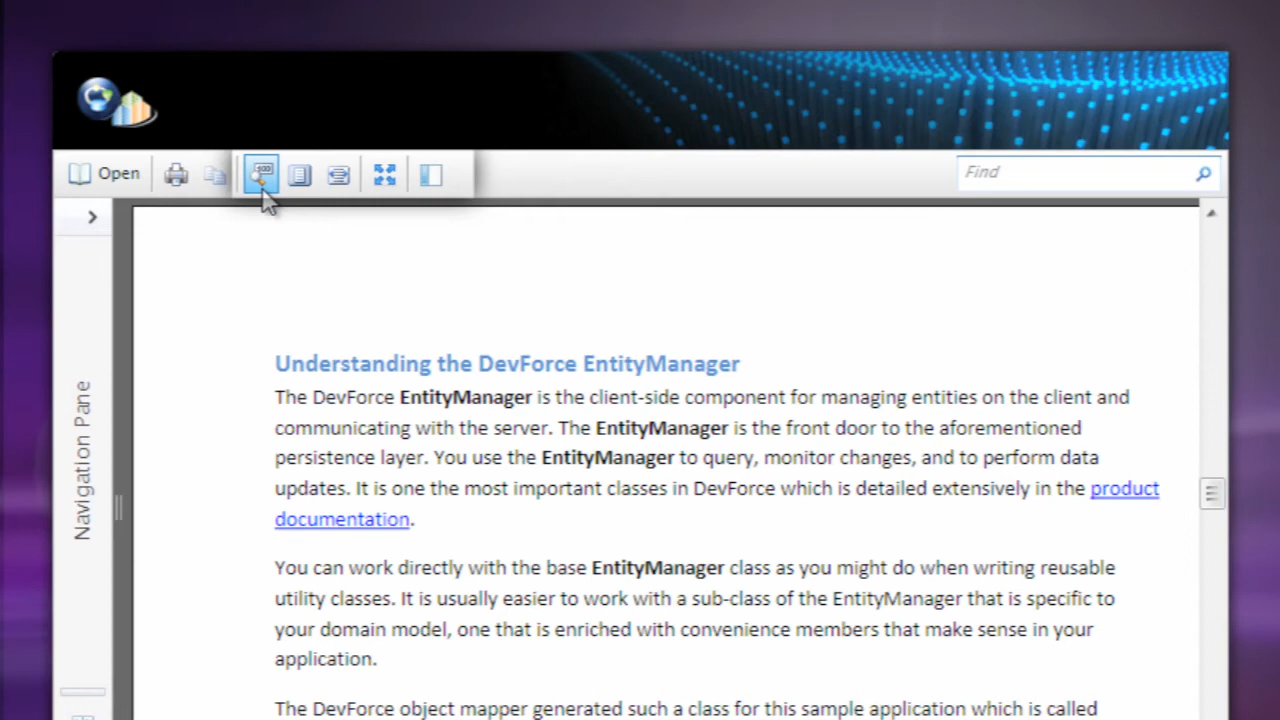 Open
100
Find
Navigation Pane
Understanding the DevForce EntityManager
The DevForce EntityManager is the client-side component for managing entities on the client and
communicating with the server. The EntityManager is the front door to the aforementioned
persistence layer. You use the EntityManager to query, monitor changes, and to perform data
updates. It is one the most important classes in DevForce which is detailed extensively in the product
documentation.
You can work directly with the base EntityManager class as you might do when writing reusable
utility classes. It is usually easier to work with a sub-class of the EntityManager that is specific to
your domain model, one that is enriched with convenience members that make sense in your
application.
The DevForce object mapper generated such a class for this sample application which is called